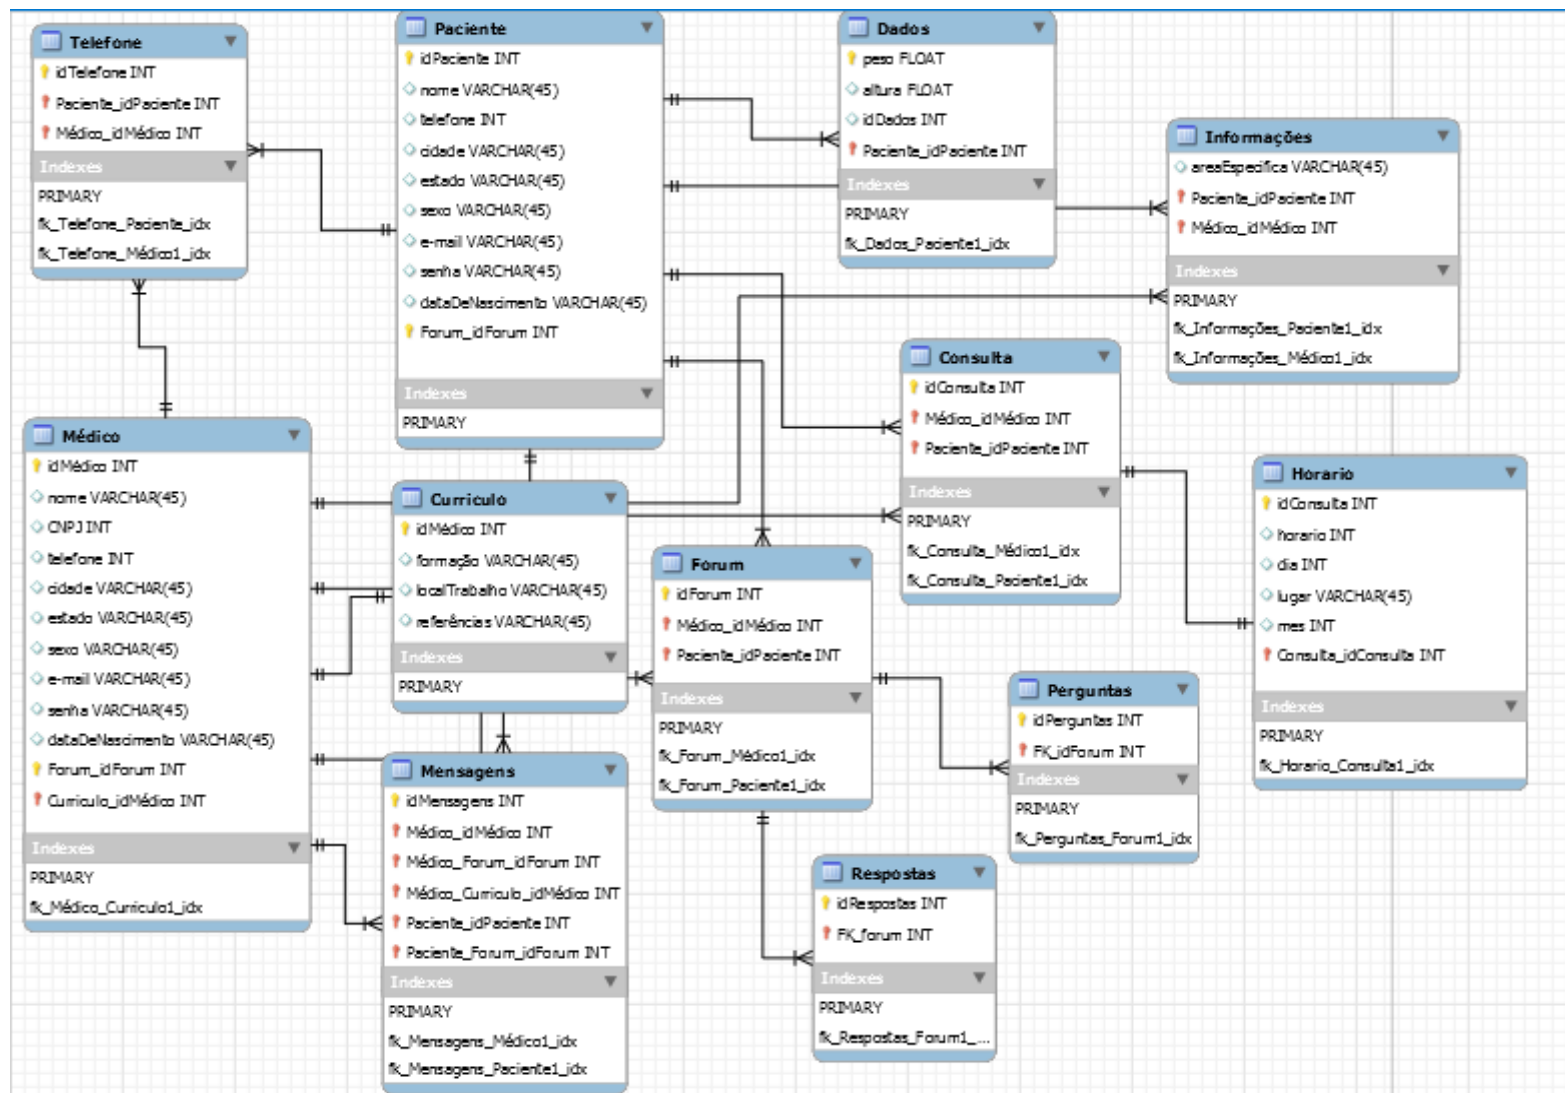 Telefone
idTelefone INT
Paciente_idPaciente INT
Médico_idMédico INT
Indexes
PRIMARY
fk_Telefone_Paciente_idx
fk_Telefone_Médico1_idx
Paciente
idPaciente INT
nome VARCHAR(45)
telefone INT
cidade VARCHAR(45)
estado VARCHAR(45)
sexo VARCHAR(45)
e-mail VARCHAR(45)
senha VARCHAR(45)
dataDeNascimento VARCHAR(45)
Forum_idForum INT
Indexes
PRIMARY
Dados
peso FLOAT
altura FLOAT
idDados INT
Paciente_idPaciente INT
Indexes
PRIMARY
fk_Dados_Paciente1_idx
Informações
areaEspecifica VARCHAR(45)
Paciente_idPaciente INT
Médico_idMédico INT
Indexes
PRIMARY
fk_Informações_Paciente1_idx
fk_Informações_Médico1_idx
Médico
idMédico INT
nome VARCHAR(45)
CNPJ INT
telefone INT
cidade VARCHAR(45)
estado VARCHAR(45)
sexo VARCHAR(45)
e-mail VARCHAR(45)
senha VARCHAR(45)
dataDeNascimento VARCHAR(45)
Forum_idForum INT
Curriculo_idMédico INT
Indexes
PRIMARY
fk_Médico_Curriculo1_idx
Curriculo
idMédico INT
formação VARCHAR(45)
localTrabalho VARCHAR(45)
referências VARCHAR(45)
Indexes
PRIMARY
Consulta
idConsulta INT
Médico_idMédico INT
Paciente_idPaciente INT
Indexes
PRIMARY
fk_Consulta_Médico1_idx
fk_Consulta_Paciente1_idx
Horario
idConsulta INT
horario INT
dia INT
lugar VARCHAR(45)
mes INT
Consulta_idConsulta INT
Indexes
PRIMARY
fk_Horario_Consulta1_idx
Forum
idForum INT
Médico_idMédico INT
Paciente_idPaciente INT
Indexes
PRIMARY
fk_Forum_Médico1_idx
fk_Forum_Paciente1_idx
Perguntas
idPerguntas INT
FK_idForum INT
Indexes
PRIMARY
fk_Perguntas_Forum1_idx
Mensagens
idMensagens INT
Médico_idMédico INT
Médico_Forum_idForum INT
Médico_Curriculo_idMédico INT
Paciente_idPaciente INT
Paciente_Forum_idForum INT
Indexes
PRIMARY
fk_Mensagens_Médico1_idx
fk_Mensagens_Paciente1_idx
Respostas
idRespostas INT
FK_forum INT
Indexes
PRIMARY
fk_Respostas_Forum1_...